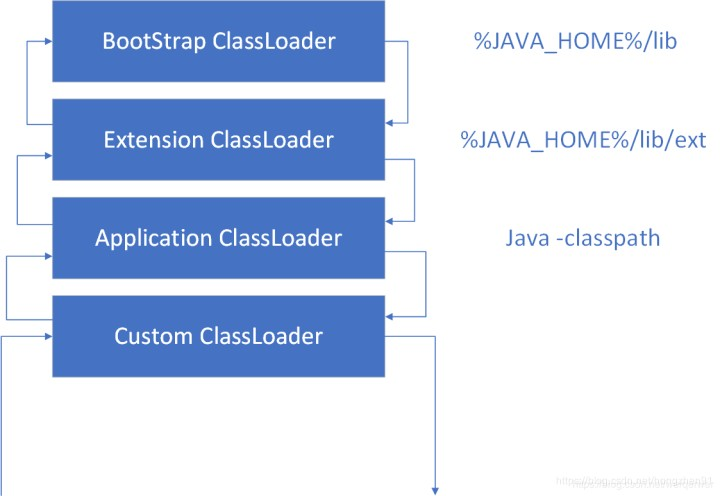 BootStrap ClassLoader
%JAVA_HOME%/lib
Extension ClassLoader
%JAVA_HOME%/lib/ext
Application ClassLoader
Java -classpath
Custom ClassLoader